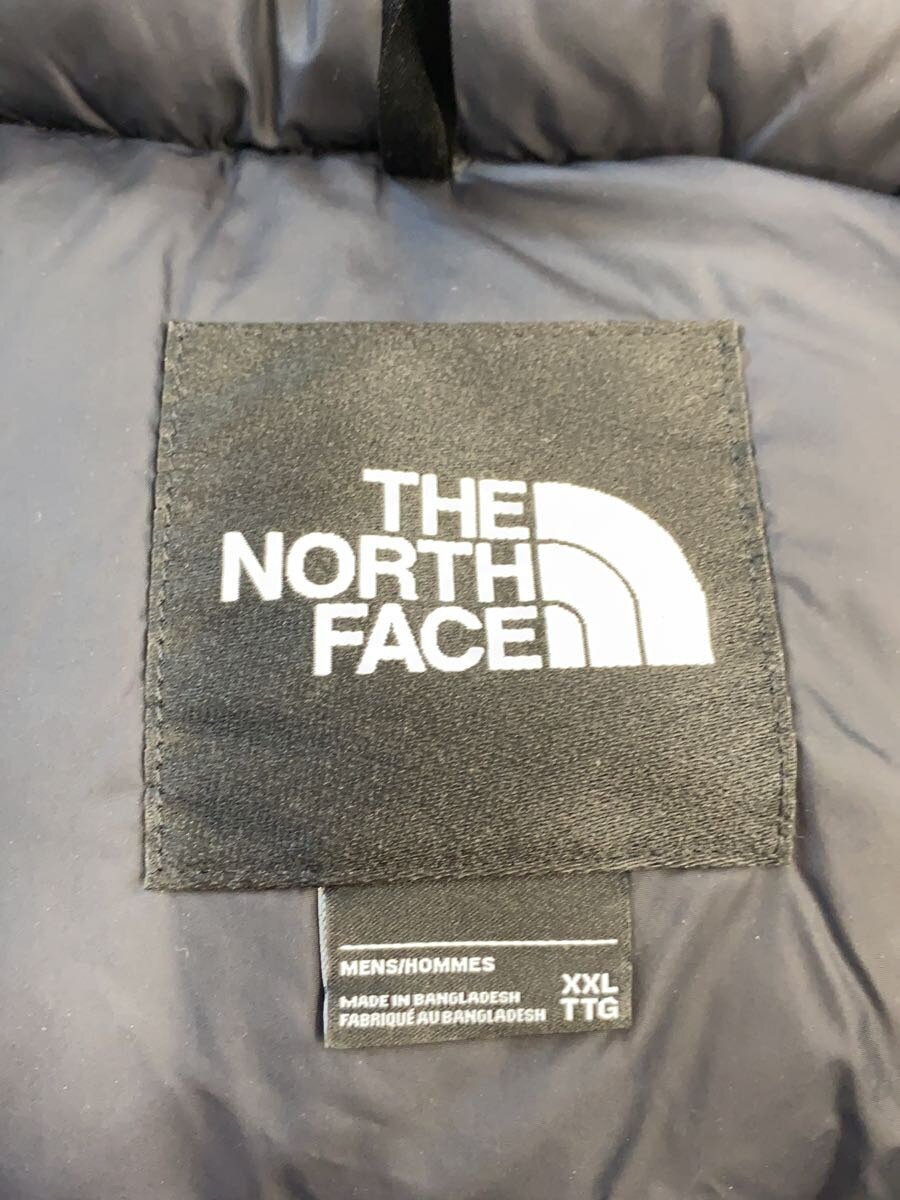 THE
NORTH
FACE
MENS/HOMMES
MADE IN BANGLADESH
FABRIQUÉ AU BANGLADESH
XXL
TTG